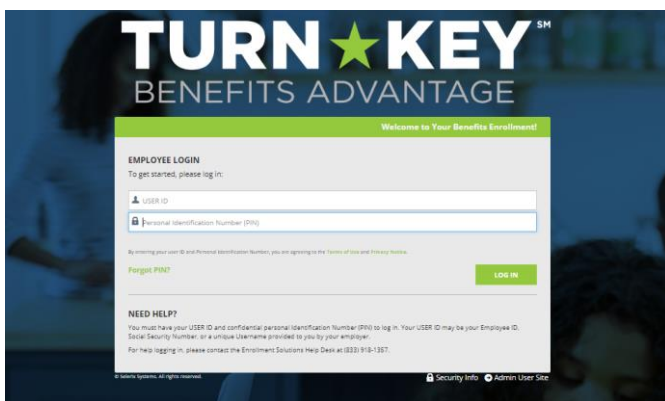 TURN KEY SM
BENEFITS ADVANTAGE
Welcome to Your Benefits Enrollment!
EMPLOYEE LOGIN
To get started, please log in:
USER ID
Personal Identification Number (PIN)
By entering your user ID and Personal Identification Number, you are agreeing to the Terms of Use and Privacy Notice.
Forgot PIN?
LOG IN
NEED HELP?
You must have your USER ID and confidential personal Identification Number (PIN) to log in. Your USER ID may be your Employee ID,
Social Security Number, or a unique Username provided to you by your employer.
For help logging in, please contact the Enrollment Solutions Help Desk at (833) 918-1357.
© Selerix Systems. All rights reserved.
Security Info Admin User Site